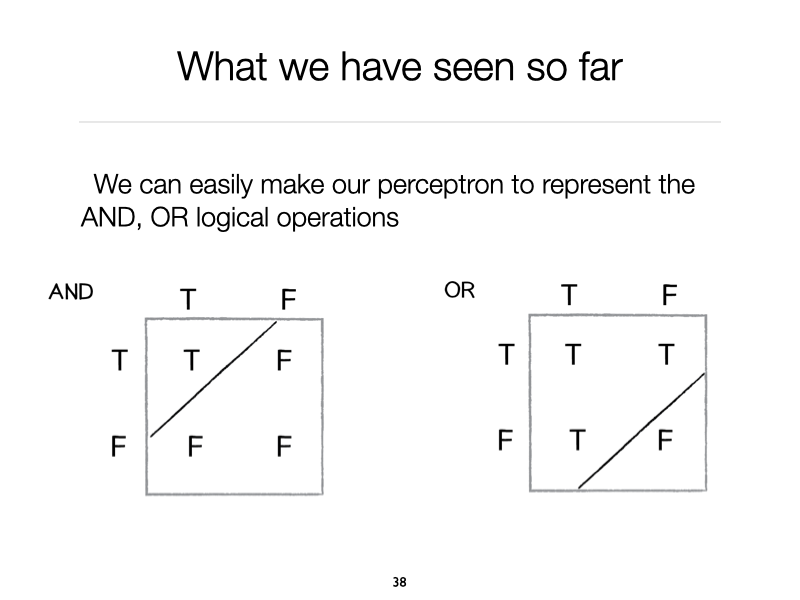 What we have seen so far
We can easily make our perceptron to represent the
AND, OR logical operations
AND T F
T T F
F F F
OR T F
T T T
F T F
38